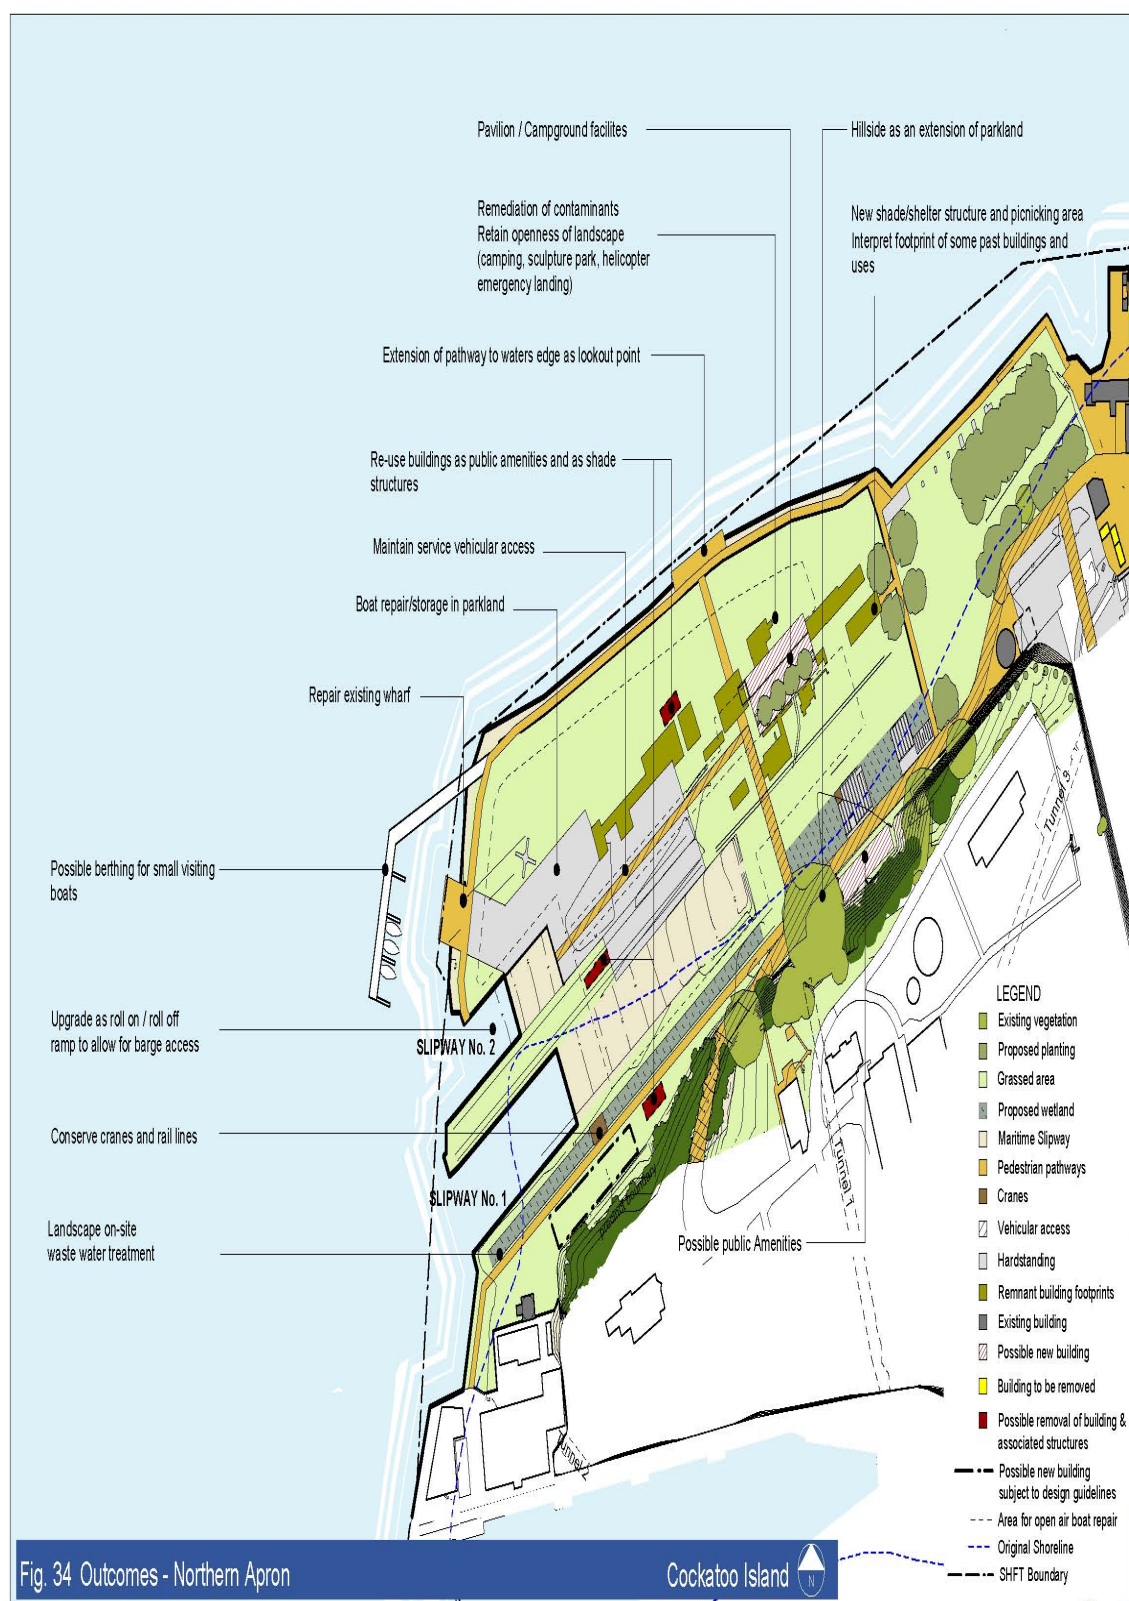 Pavilion / Campground facilites
Hillside as an extension of parkland
Remediation of contaminants
Retain openness of landscape
(camping, sculpture park, helicopter
emergency landing)
New shade/shelter structure and picnicking area
Interpret footprint of some past buildings and
uses
Extension of pathway to waters edge as lookout point
Re-use buildings as public amenities and as shade
structures
Maintain service vehicular access
Boat repair/storage in parkland
Repair existing wharf
Possible berthing for small visiting
boats
Upgrade as roll on / roll off
ramp to allow for barge access
SLIPWAY No. 2
Conserve cranes and rail lines
SLIPWAY No. 1
Landscape on-site
waste water treatment
Possible public Amenities
precinct boundary
Tunnel 9
Tunnel 1
Tunnel
LEGEND
Existing vegetation
Proposed planting
Grassed area
Proposed wetland
Maritime Slipway
Pedestrian pathways
Cranes
Vehicular access
Hardstanding
Remnant building footprints
Existing building
Possible new building
Building to be removed
Possible removal of building &
associated structures
Possible new building
subject to design guidelines
Area for open air boat repair
Original Shoreline
SHFT Boundary
Fig. 34 Outcomes - Northern Apron
Cockatoo Island
N